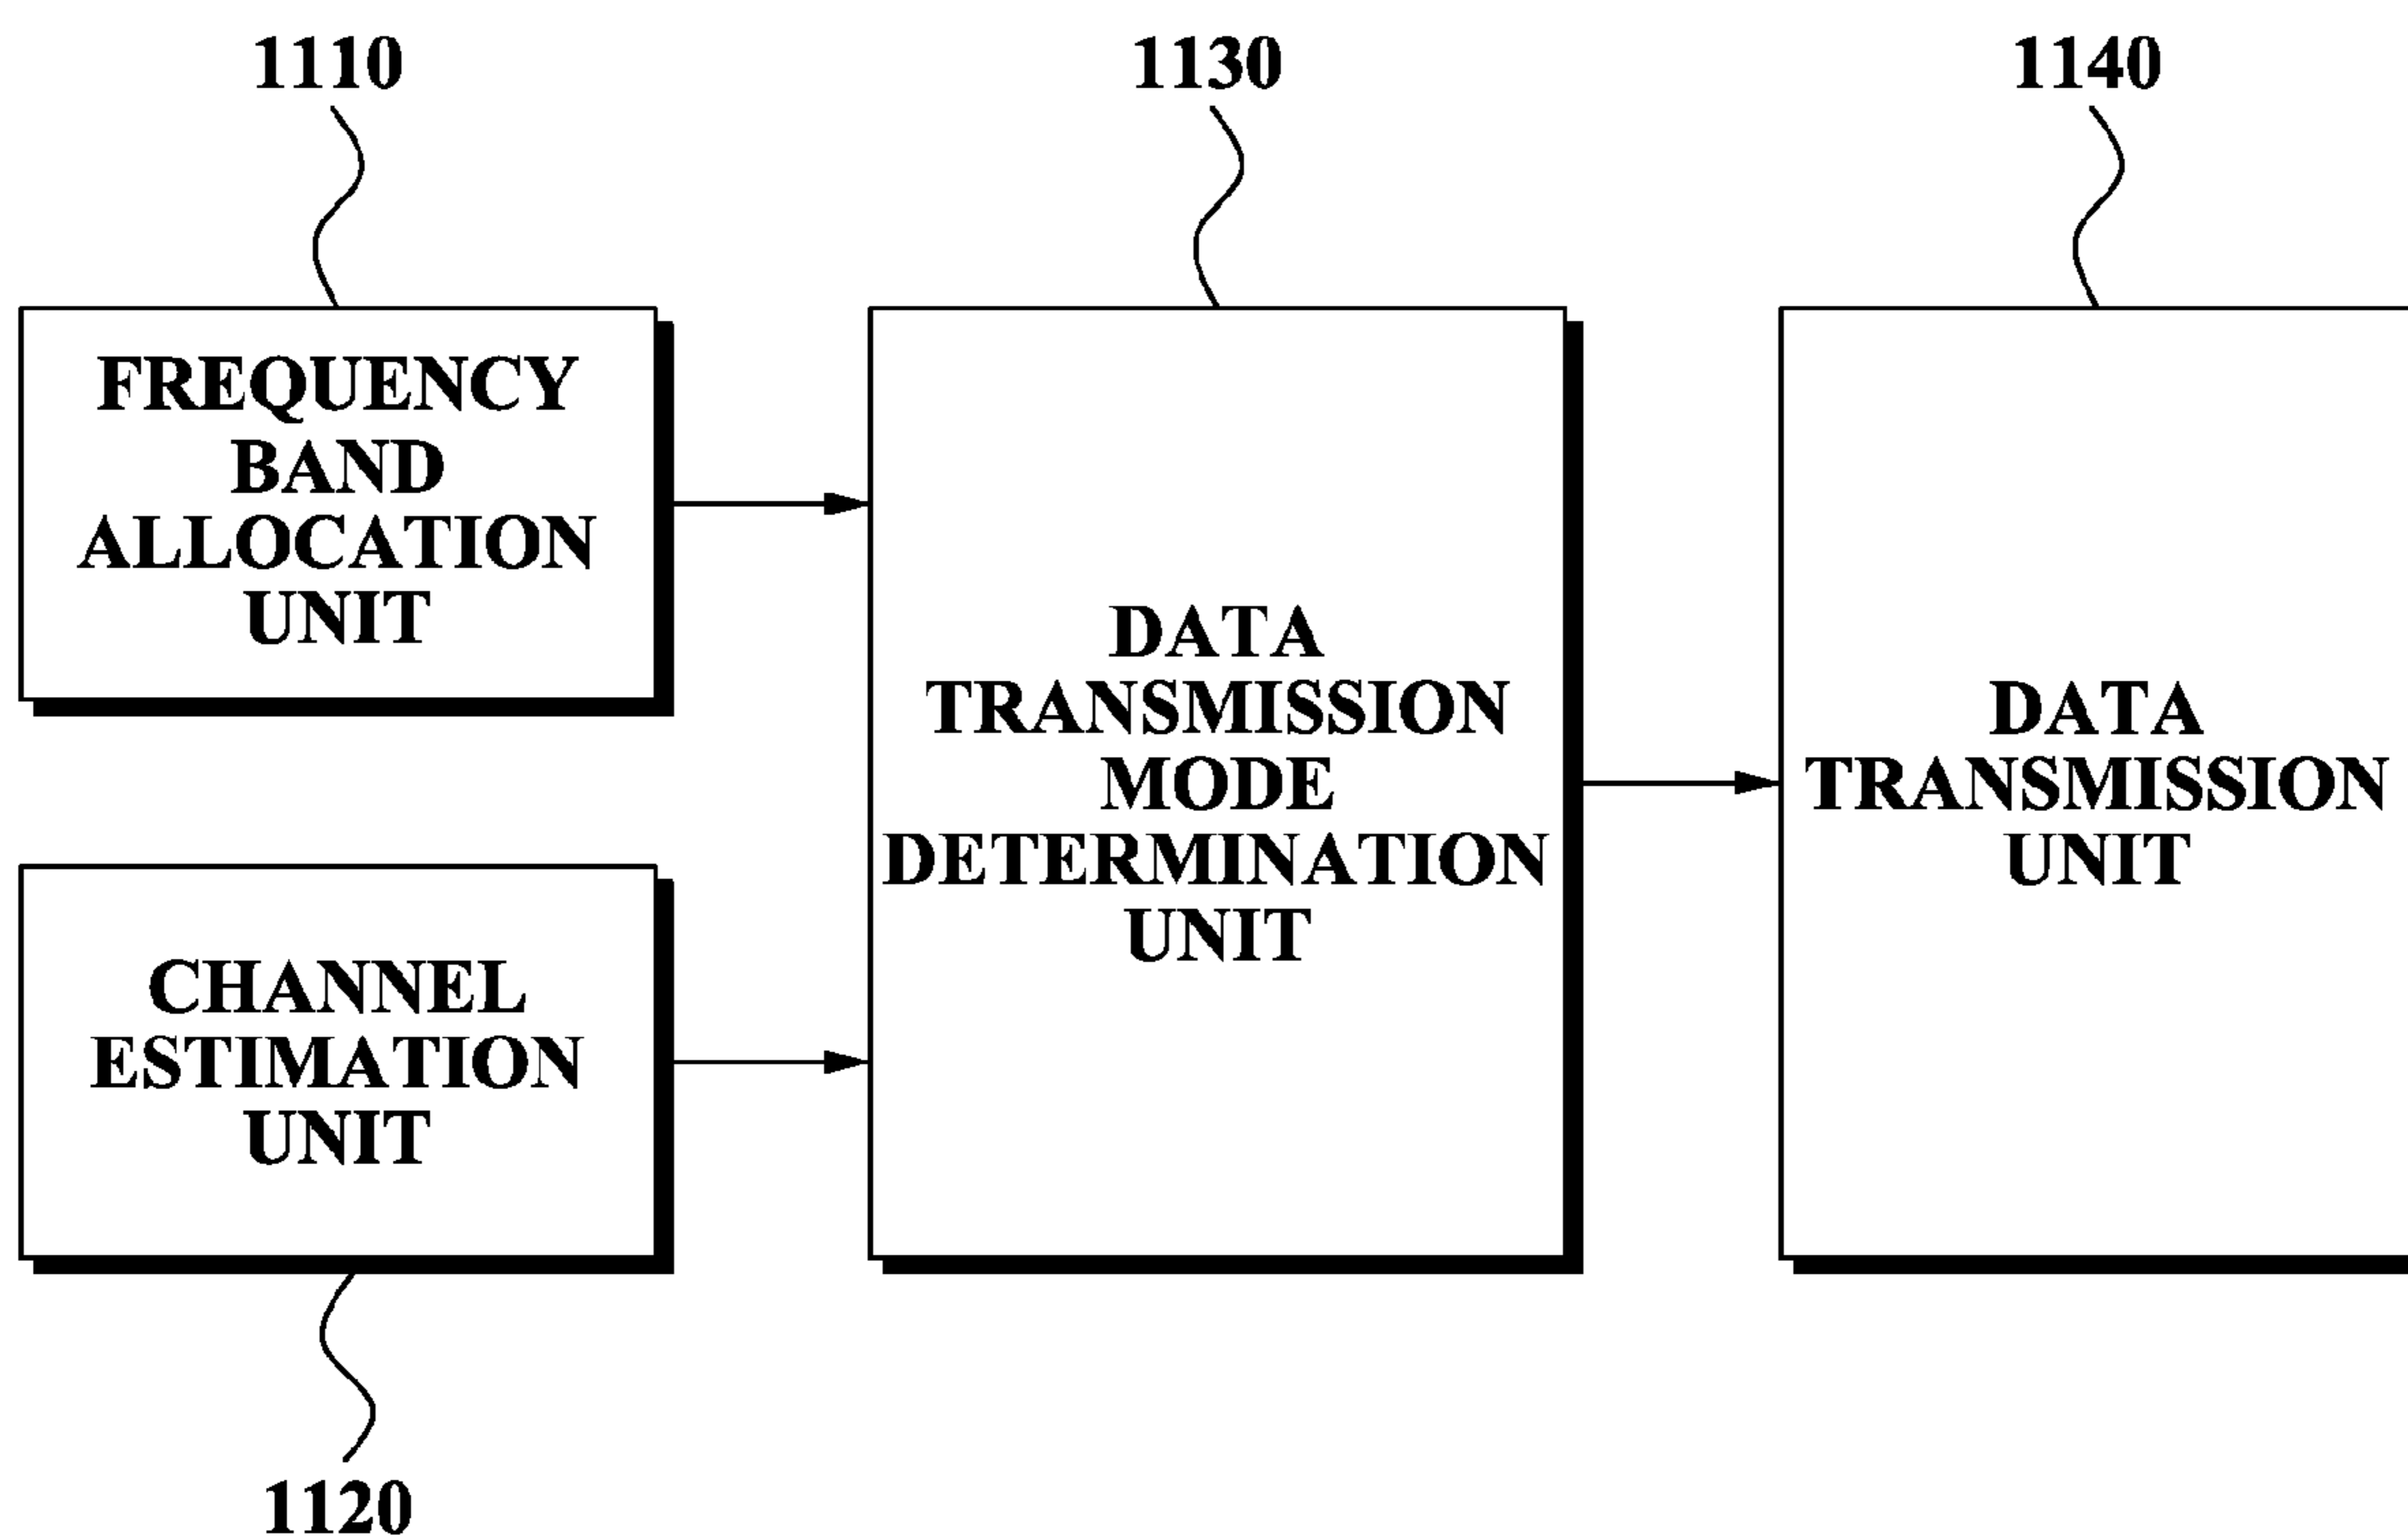 1110
1130
1140
FREQUENCY
BAND
ALLOCATION
UNIT
CHANNEL
ESTIMATION
UNIT
1120
DATA
TRANSMISSION
MODE
DETERMINATION
UNIT
DATA
TRANSMISSION
UNIT